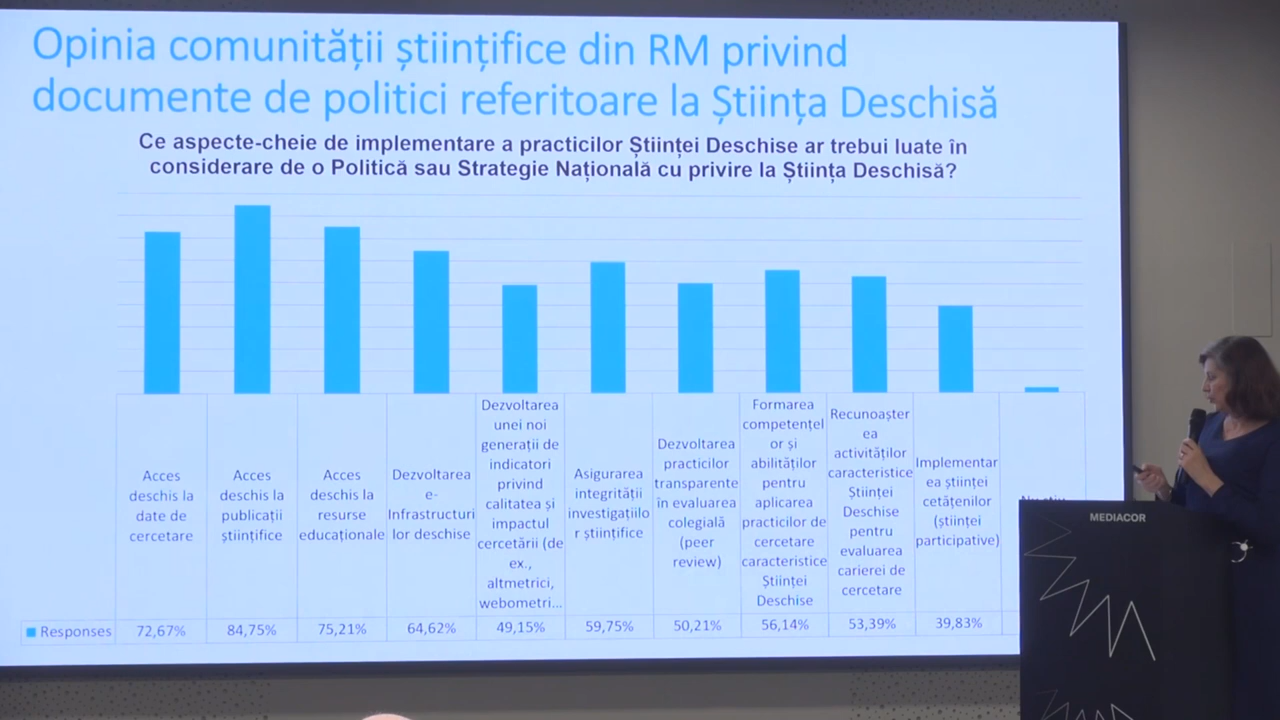 Opinia comunității științifice din RM privind
documente de politici referitoare la Știința Deschisă
Ce aspecte-cheie de implementare a practicilor Științei Deschise ar trebui luate în
considerare de o Politică sau Strategie Națională cu privire la Știința Deschisă?
Acces
deschis la
date de
cercetare
Acces
deschis la
publicații
științifice
Acces
deschis la
resurse
educaționale
Dezvoltarea
e-
Infrastructuri
lor deschise
Dezvoltarea
unei noi
generații de
indicatori
privind
calitatea și
impactul
cercetării (de
ex.,
altmetrici,
webometri...
Asigurarea
integrității
investigațiilo
r științifice
Dezvoltarea
practicilor
transparente
în evaluarea
colegială
(peer
review)
Formarea
competențel
or și
abilităților
pentru
aplicarea
practicilor de
cercetare
caracteristice
Științei
Deschise
Recunoașter
ea
activităților
caracteristice
Științei
Deschise
pentru
evaluarea
carierei de
cercetare
Implementar
ea științei
cetățenilor
(științei
participative)
Responses 72,67% 84,75% 75,21% 64,62% 49,15% 59,75% 50,21% 56,14% 53,39% 39,83%
MEDIACOR